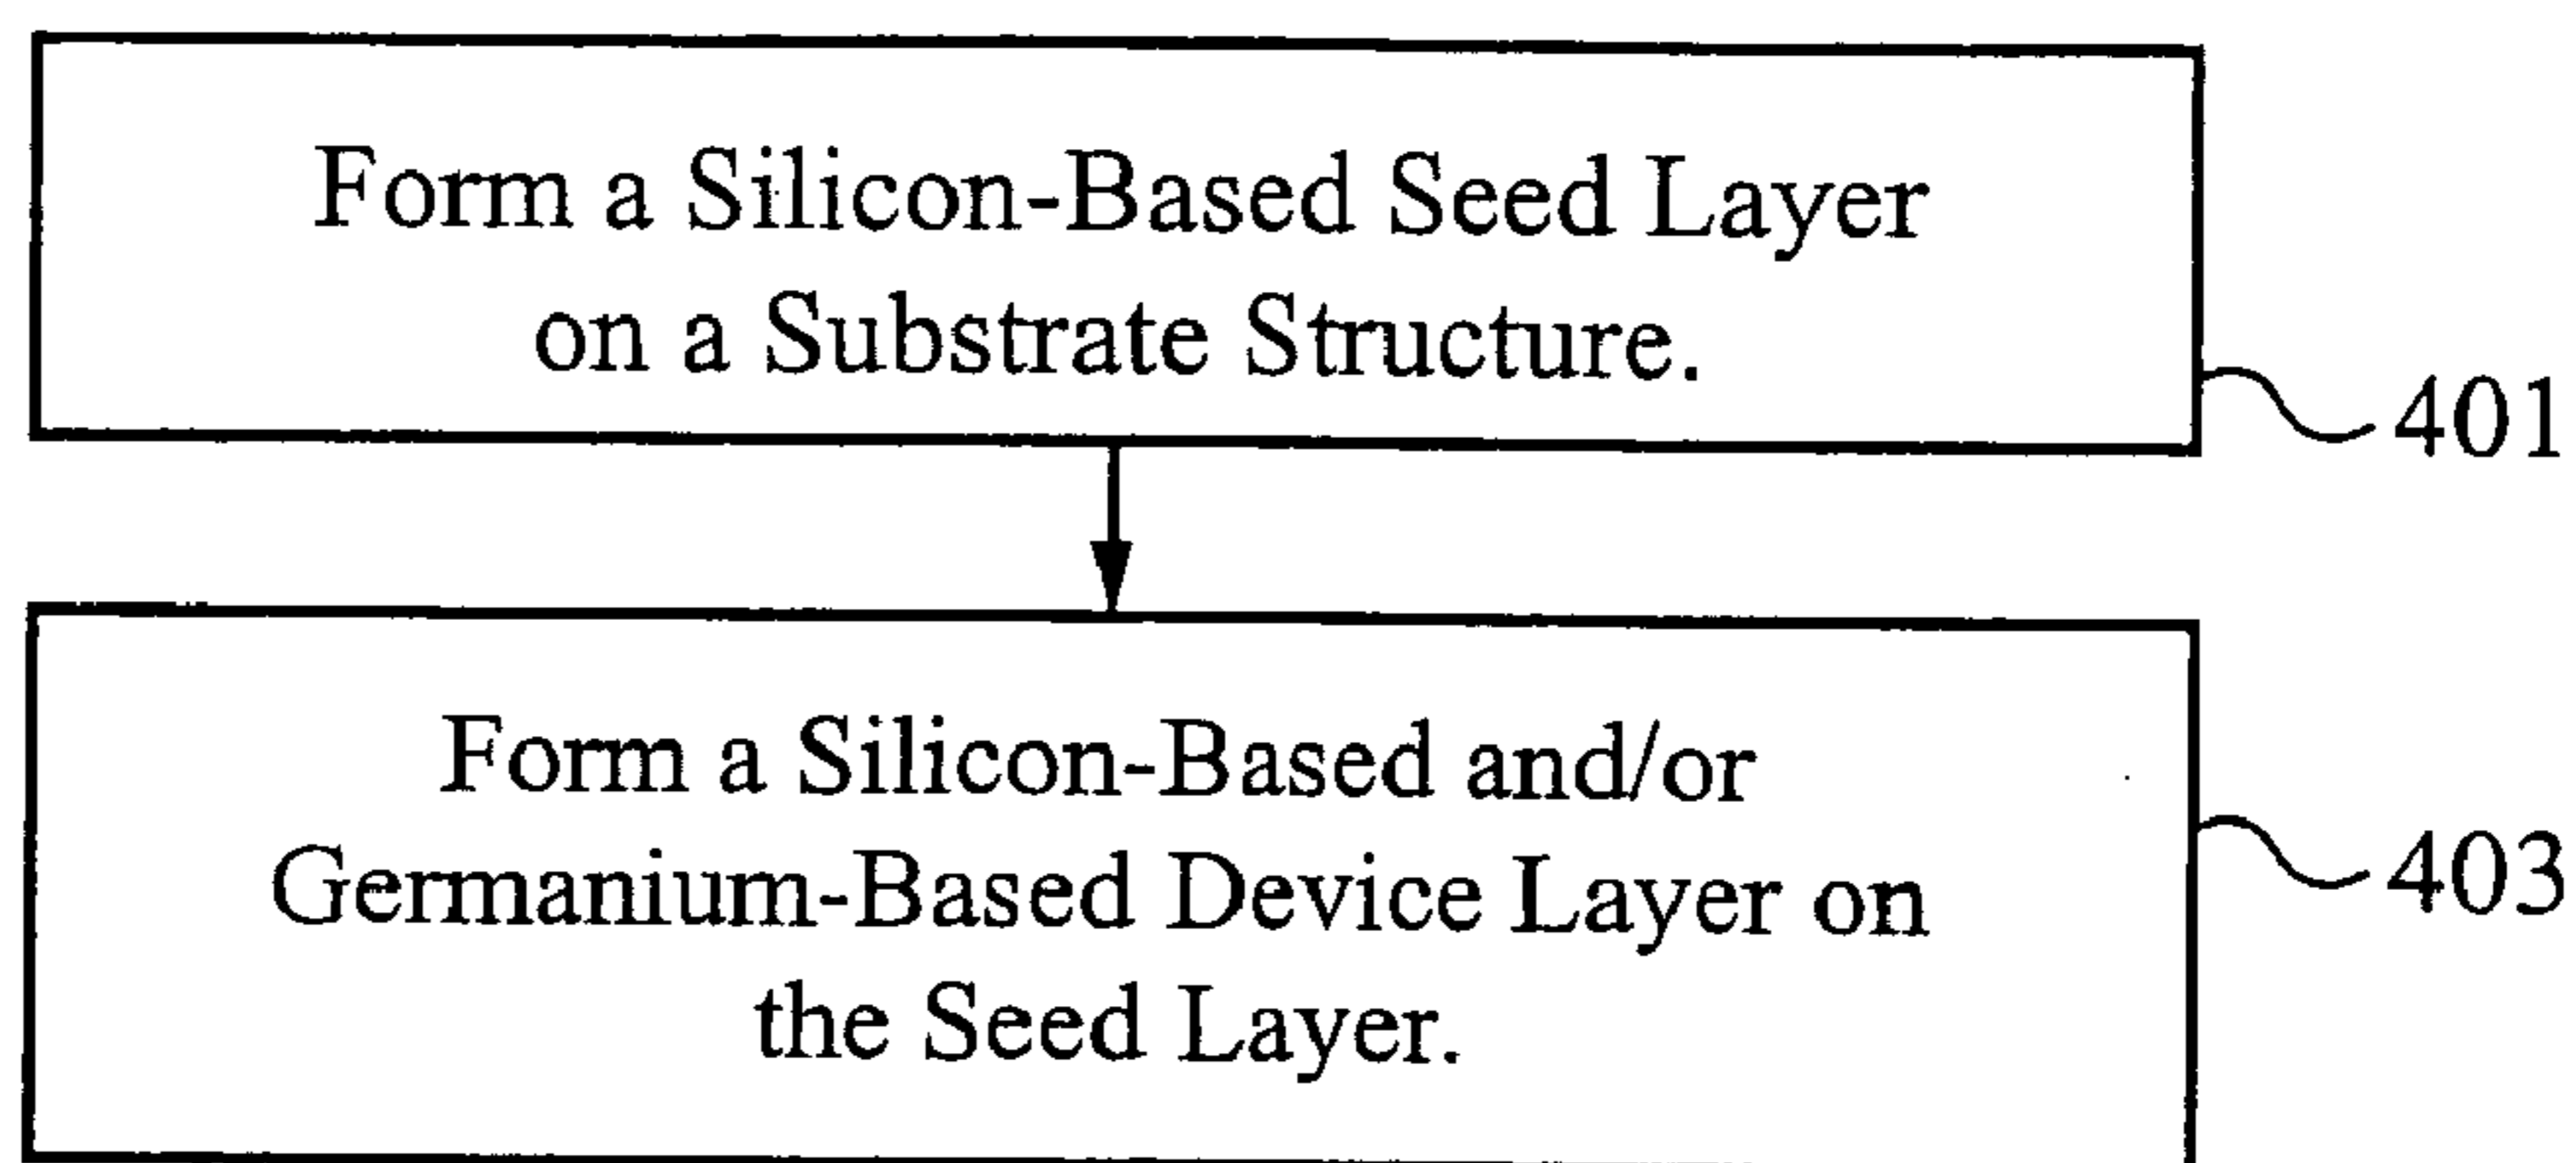 Form a Silicon-Based Seed Layer
on a Substrate Structure.
401
Form a Silicon-Based and/or
Germanium-Based Device Layer on
the Seed Layer.
403